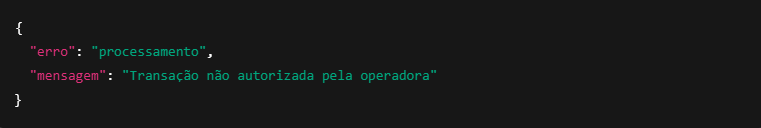 {
"erro": "processamento",
"mensagem": "Transação não autorizada pela operadora"
}